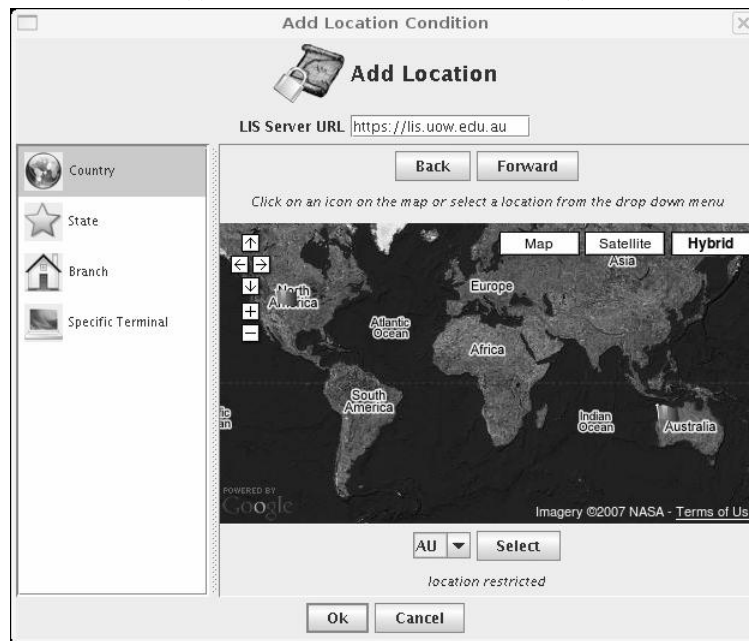 Add Location Condition
Add Location
LIS Server URL https://lis.uow.edu.au
Country
State
Branch
Specific Terminal
Back Forward
Click on an icon on the map or select a location from the drop down menu
Map Satellite Hybrid
Asia
North America
Europe
Atlantic Ocean
Africa
South America
Indian Ocean
Australia
POWERED BY
Google
Imagery ©2007 NASA - Terms of Us
AU Select
location restricted
Ok Cancel